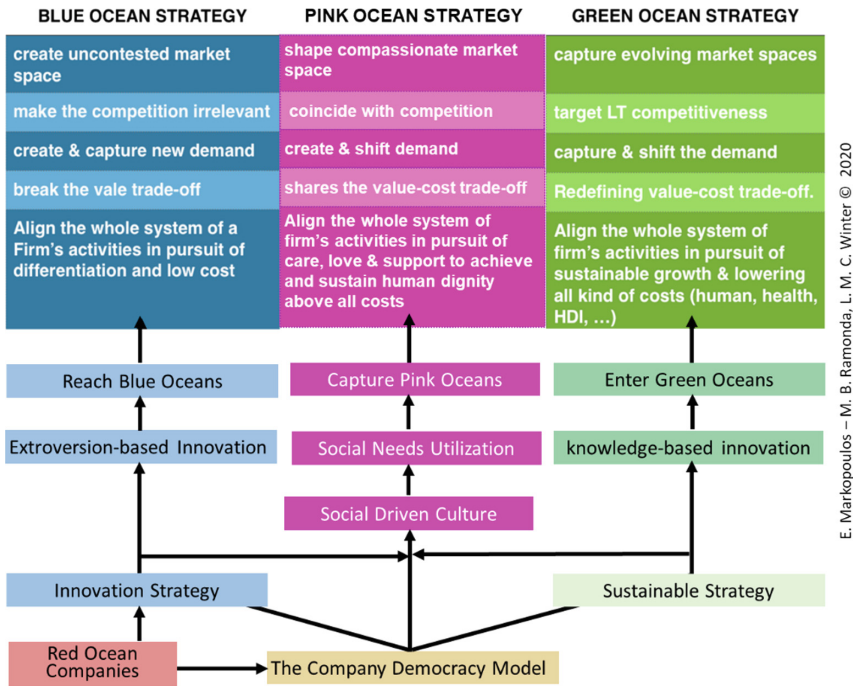 BLUE OCEAN STRATEGY
create uncontested market
space
make the competition irrelevant
create & capture new demand
break the vale trade-off
Align the whole system of a
Firm's activities in pursuit of
differentiation and low cost
PINK OCEAN STRATEGY
shape compassionate market
space
coincide with competition
create & shift demand
shares the value-cost trade-off
Align the whole system of
firm's activities in pursuit of
care, love & support to achieve
and sustain human dignity
above all costs
GREEN OCEAN STRATEGY
capture evolving market spaces
target LT competitiveness
capture & shift the demand
Redefining value-cost trade-off.
Align the whole system of
firm's activities in pursuit of
sustainable growth & lowering
all kind of costs (human, health,
HDI, ...)
Reach Blue Oceans
Capture Pink Oceans
Enter Green Oceans
Extroversion-based Innovation
Social Needs Utilization
knowledge-based innovation
Social Driven Culture
Innovation Strategy
Sustainable Strategy
Red Ocean
Companies
The Company Democracy Model
E. Markopoulos – M. B. Ramonda, L. M. C. Winter © 2020